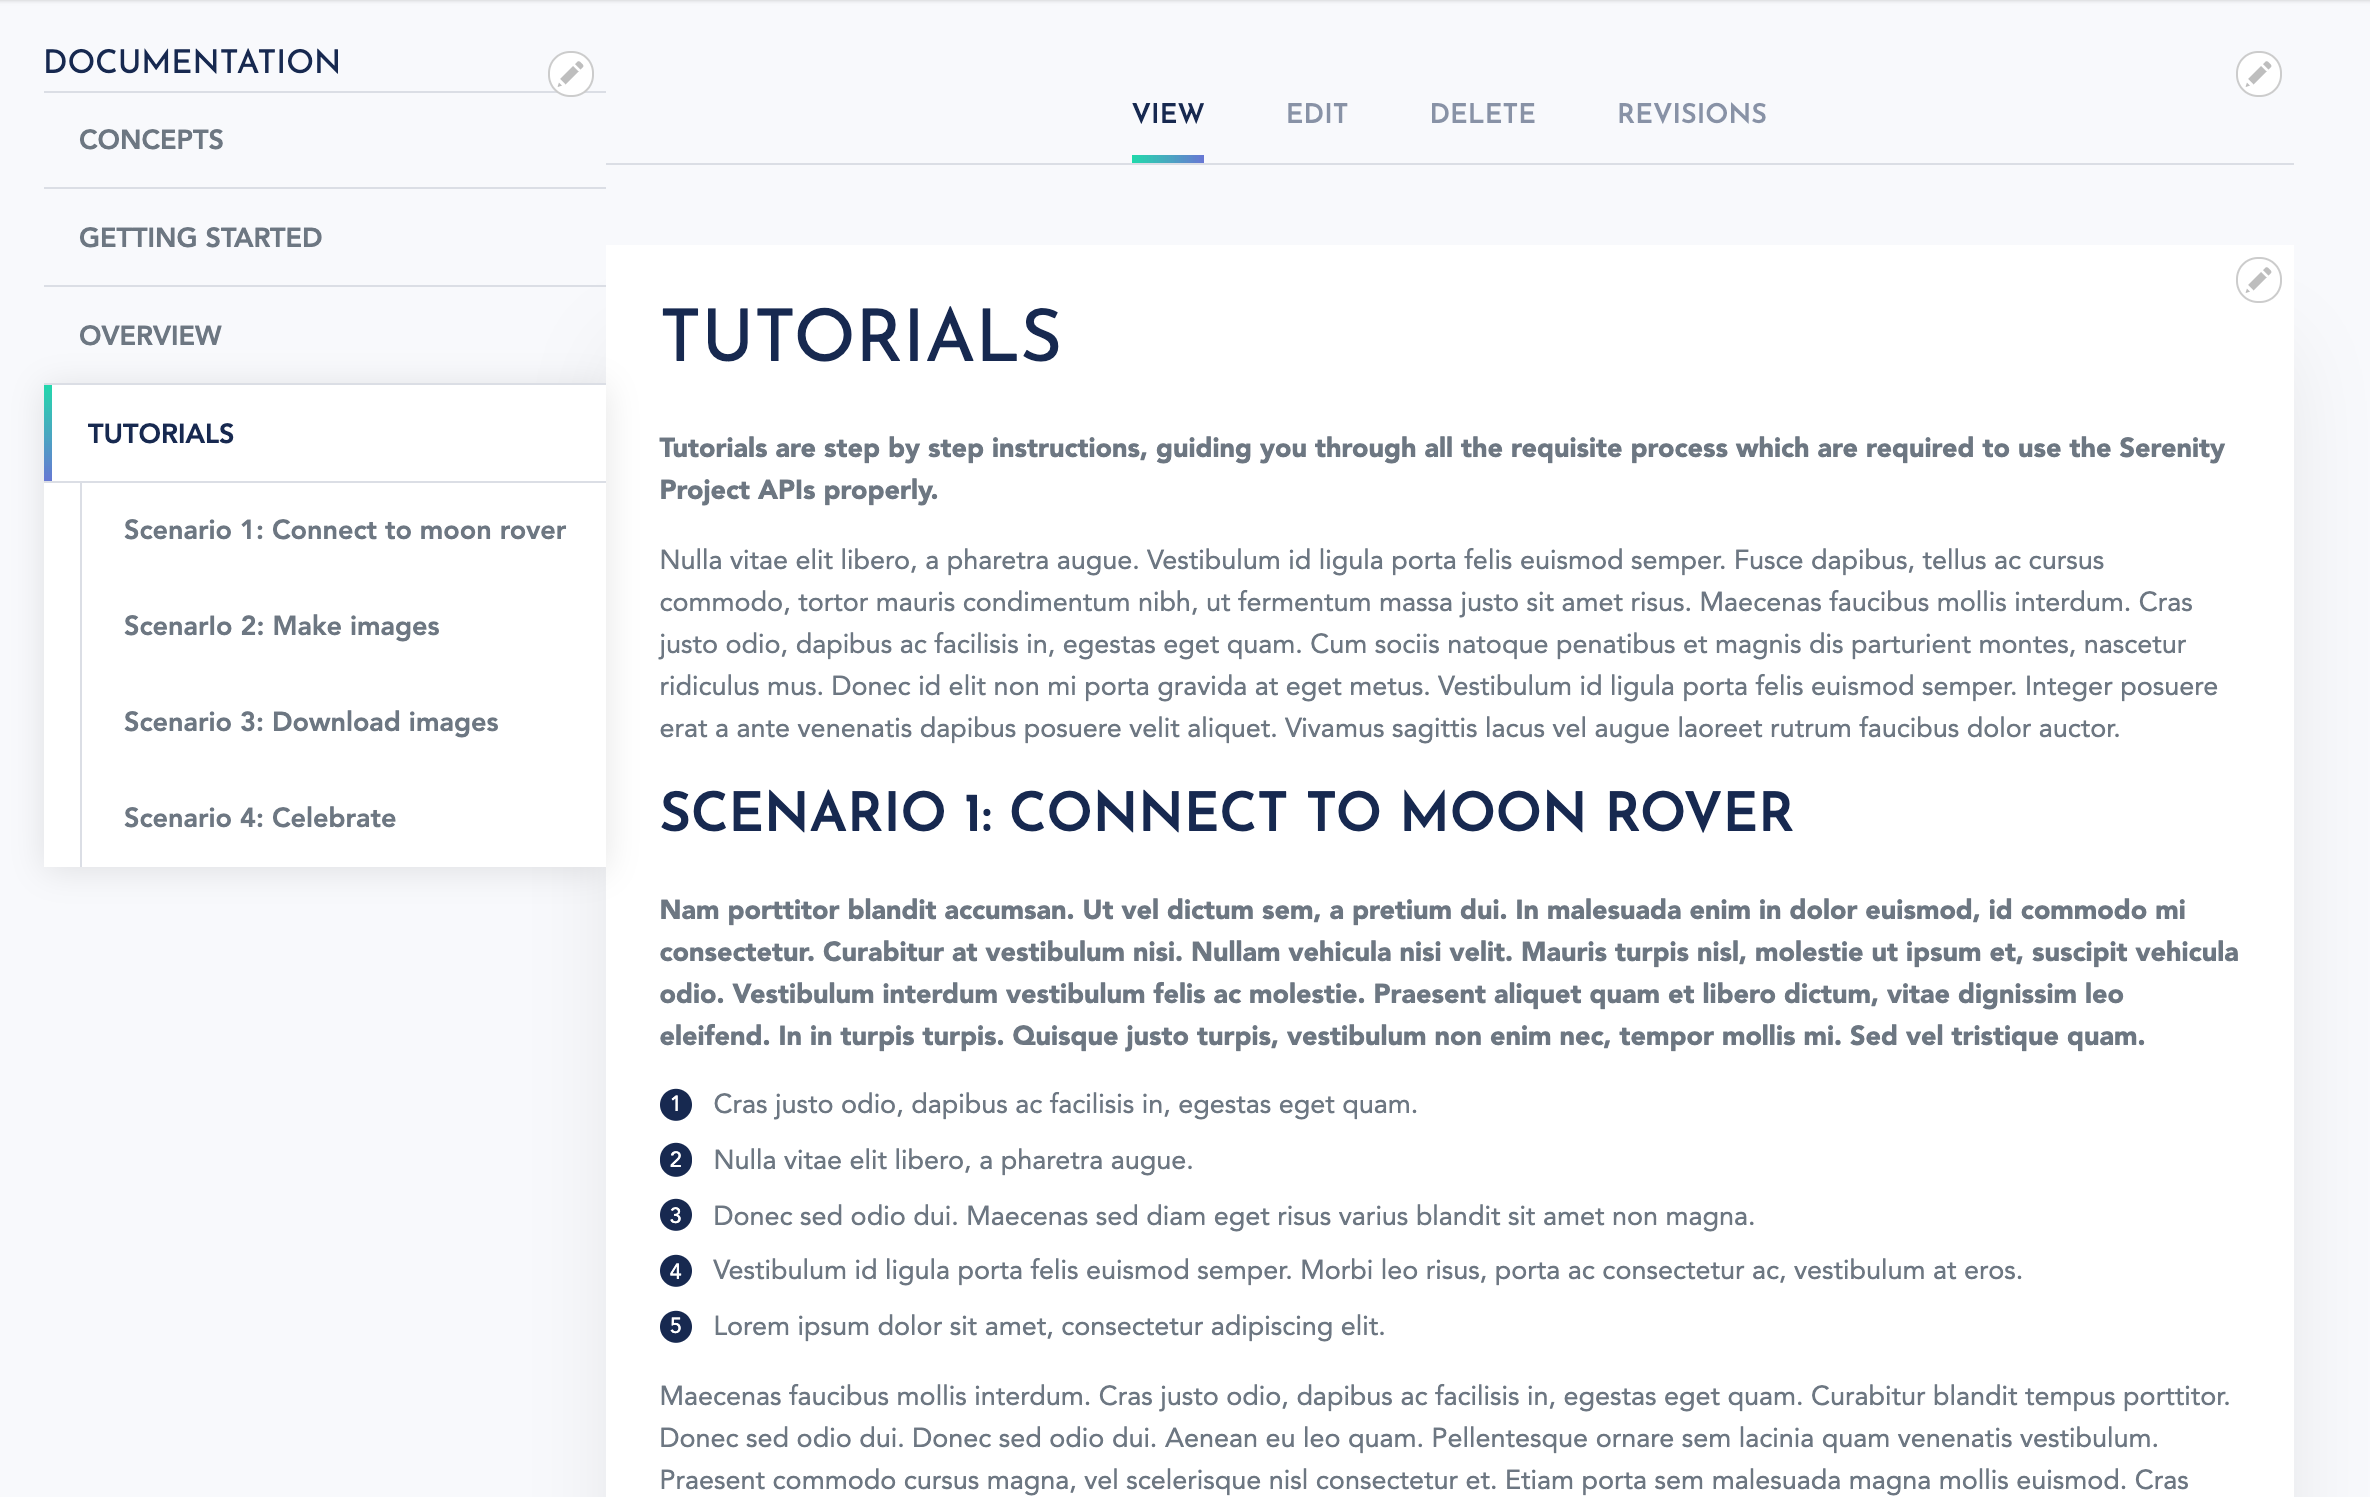 DOCUMENTATION
CONCEPTS
GETTING STARTED
OVERVIEW
TUTORIALS
Scenario 1: Connect to moon rover
ScenarIo 2: Make images
Scenario 3: Download images
Scenario 4: Celebrate
VIEW EDIT DELETE REVISIONS
TUTORIALS
Tutorials are step by step instructions, guiding you through all the requisite process which are required to use the Serenity
Project APIs properly.
Nulla vitae elit libero, a pharetra augue. Vestibulum id ligula porta felis euismod semper. Fusce dapibus, tellus ac cursus
commodo, tortor mauris condimentum nibh, ut fermentum massa justo sit amet risus. Maecenas faucibus mollis interdum. Cras
justo odio, dapibus ac facilisis in, egestas eget quam. Cum sociis natoque penatibus et magnis dis parturient montes, nascetur
ridiculus mus. Donec id elit non mi porta gravida at eget metus. Vestibulum id ligula porta felis euismod semper. Integer posuere
erat a ante venenatis dapibus posuere velit aliquet. Vivamus sagittis lacus vel augue laoreet rutrum faucibus dolor auctor.
SCENARIO 1: CONNECT TO MOON ROVER
Nam porttitor blandit accumsan. Ut vel dictum sem, a pretium dui. In malesuada enim in dolor euismod, id commodo mi
consectetur. Curabitur at vestibulum nisi. Nullam vehicula nisi velit. Mauris turpis nisl, molestie ut ipsum et, suscipit vehicula
odio. Vestibulum interdum vestibulum felis ac molestie. Praesent aliquet quam et libero dictum, vitae dignissim leo
eleifend. In in turpis turpis. Quisque justo turpis, vestibulum non enim nec, tempor mollis mi. Sed vel tristique quam.
1 Cras justo odio, dapibus ac facilisis in, egestas eget quam.
2 Nulla vitae elit libero, a pharetra augue.
3 Donec sed odio dui. Maecenas sed diam eget risus varius blandit sit amet non magna.
4 Vestibulum id ligula porta felis euismod semper. Morbi leo risus, porta ac consectetur ac, vestibulum at eros.
5 Lorem ipsum dolor sit amet, consectetur adipiscing elit.
Maecenas faucibus mollis interdum. Cras justo odio, dapibus ac facilisis in, egestas eget quam. Curabitur blandit tempus porttitor.
Donec sed odio dui. Donec sed odio dui. Aenean eu leo quam. Pellentesque ornare sem lacinia quam venenatis vestibulum.
Praesent commodo cursus magna, vel scelerisque nisl consectetur et. Etiam porta sem malesuada magna mollis euismod. Cras